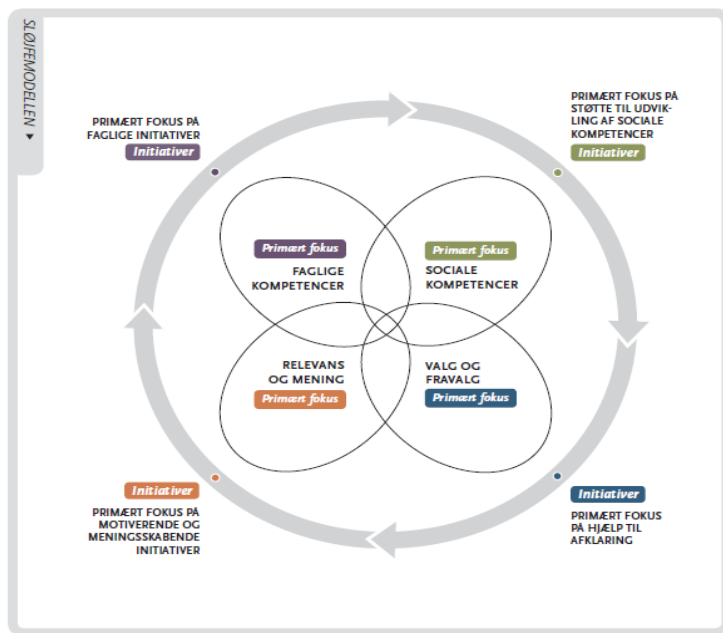 SLØJFEMODELLEN ▼
PRIMÆRT FOKUS PÅ
FAGLIGE INITIATIVER
Initiativer
PRIMÆRT FOKUS PÅ
STØTTE TIL UDVIK-
LING AF SOCIALE
KOMPETENCER
Initiativer
Primært fokus
FAGLIGE
KOMPETENCER
Primært fokus
SOCIALE
KOMPETENCER
RELEVANS
OG MENING
Primært fokus
VALG OG
FRAVALG
Primært fokus
Initiativer
PRIMÆRT FOKUS PÅ
MOTIVERENDE OG
MENINGSSKABENDE
INITIATIVER
Initiativer
PRIMÆRT FOKUS
PÅ HJÆLP TIL
AFKLARING